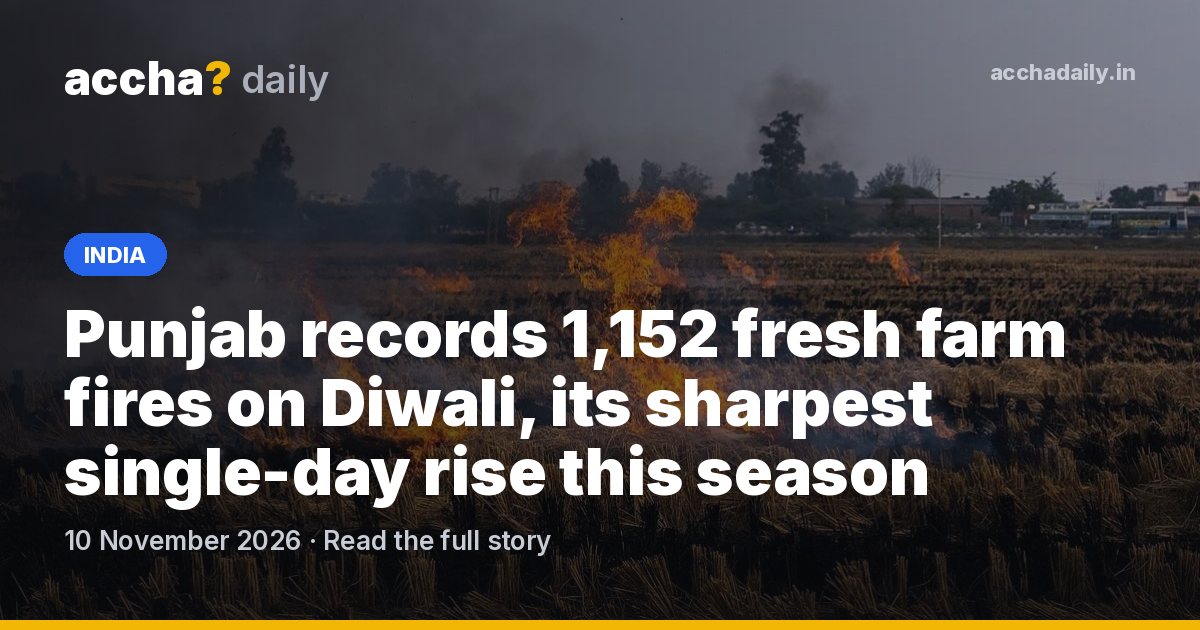 accha? daily
acchadaily.in
INDIA
Punjab records 1,152 fresh farm
fires on Diwali, its sharpest
single-day rise this season
10 November 2026 · Read the full story